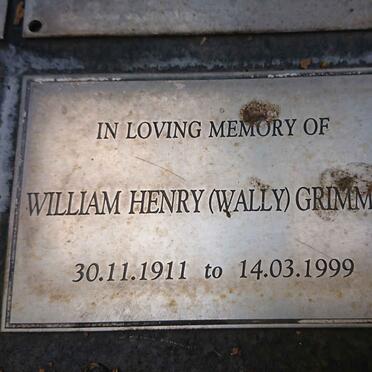 IN LOVING MEMORY OF
WILLIAM HENRY (WALLY) GRIMM
30.11.1911 to 14.03.1999